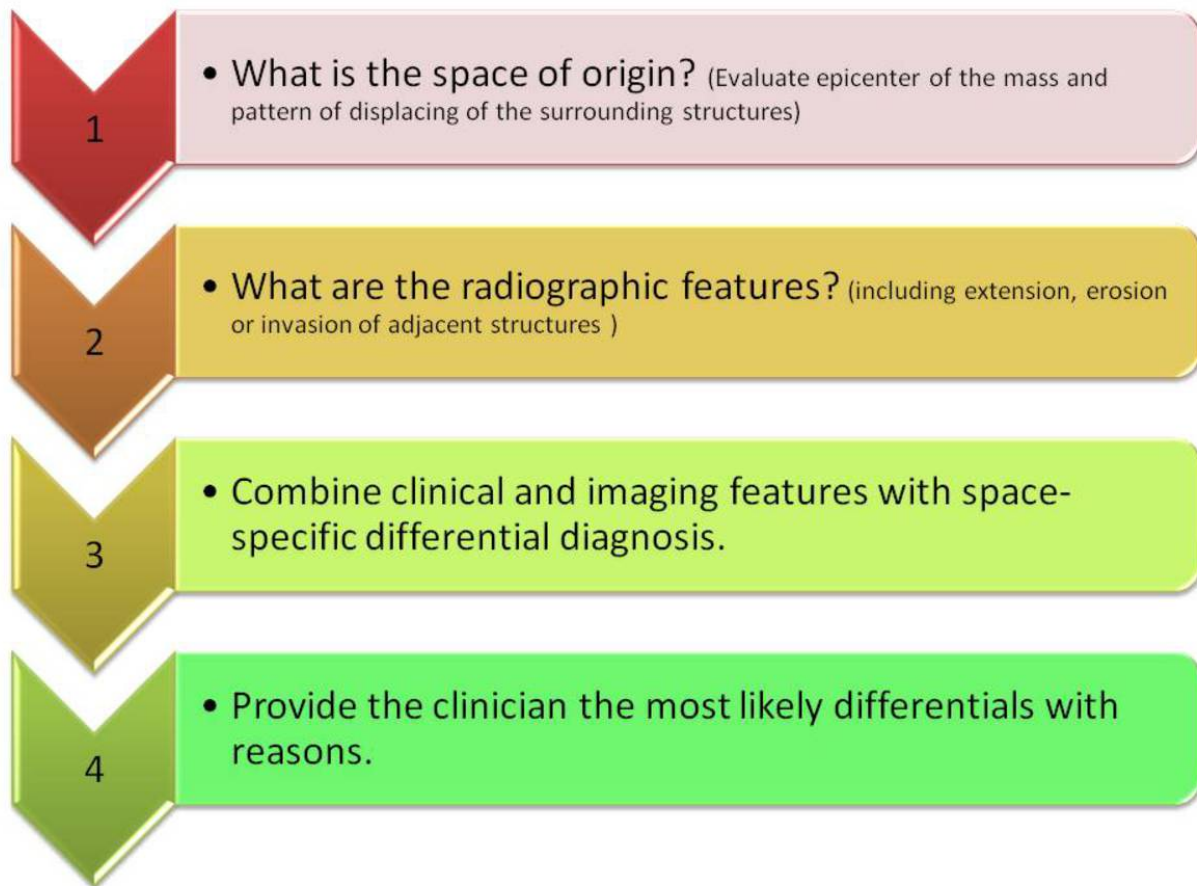 1
• What is the space of origin? (Evaluate epicenter of the mass and
pattern of displacing of the surrounding structures)
2
• What are the radiographic features? (including extension, erosion
or invasion of adjacent structures )
3
• Combine clinical and imaging features with space-
specific differential diagnosis.
4
• Provide the clinician the most likely differentials with
reasons.